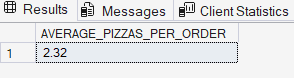 Results Messages Client Statistics
AVERAGE_PIZZAS_PER_ORDER
1 2.32